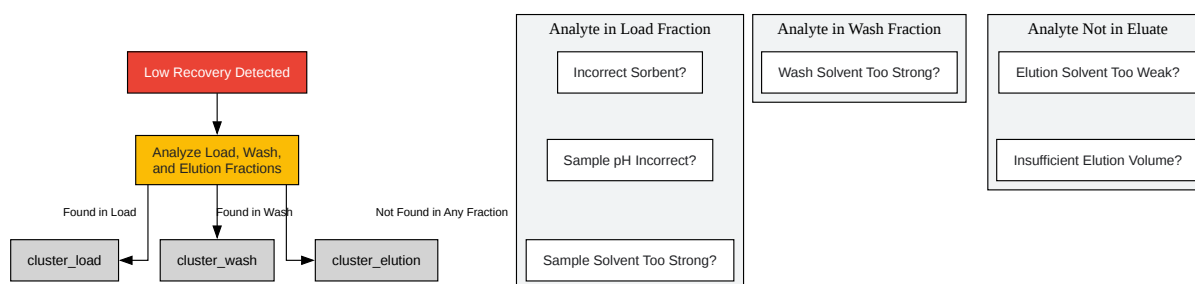 Low Recovery Detected
Analyze Load, Wash,
and Elution Fractions
Found in Load
Found in Wash
Not Found in Any Fraction
cluster_load
cluster_wash
cluster_elution
Analyte in Load Fraction
Incorrect Sorbent?
Sample pH Incorrect?
Sample Solvent Too Strong?
Analyte in Wash Fraction
Wash Solvent Too Strong?
Analyte Not in Eluate
Elution Solvent Too Weak?
Insufficient Elution Volume?